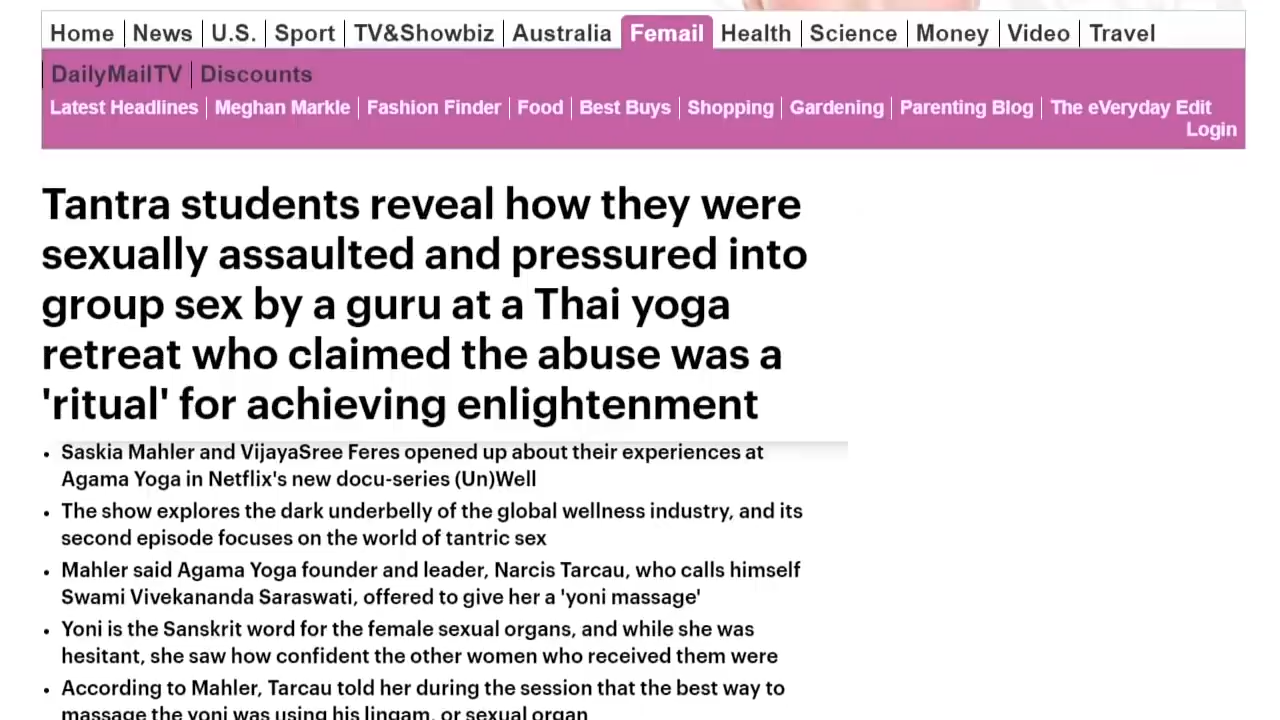 Home News U.S. Sport TV&Showbiz Australia Femail Health Science Money Video Travel
DailyMailTV Discounts
Latest Headlines Meghan Markle Fashion Finder Food Best Buys Shopping Gardening Parenting Blog The eVeryday Edit
Login
Tantra students reveal how they were
sexually assaulted and pressured into
group sex by a guru at a Thai yoga
retreat who claimed the abuse was a
'ritual' for achieving enlightenment
• Saskia Mahler and VijayaSree Feres opened up about their experiences at
Agama Yoga in Netflix's new docu-series (Un)Well
• The show explores the dark underbelly of the global wellness industry, and its
second episode focuses on the world of tantric sex
• Mahler said Agama Yoga founder and leader, Narcis Tarcau, who calls himself
Swami Vivekananda Saraswati, offered to give her a 'yoni massage'
• Yoni is the Sanskrit word for the female sexual organs, and while she was
hesitant, she saw how confident the other women who received them were
• According to Mahler, Tarcau told her during the session that the best way to
massage the yoni was using his lingam, or sexual organ